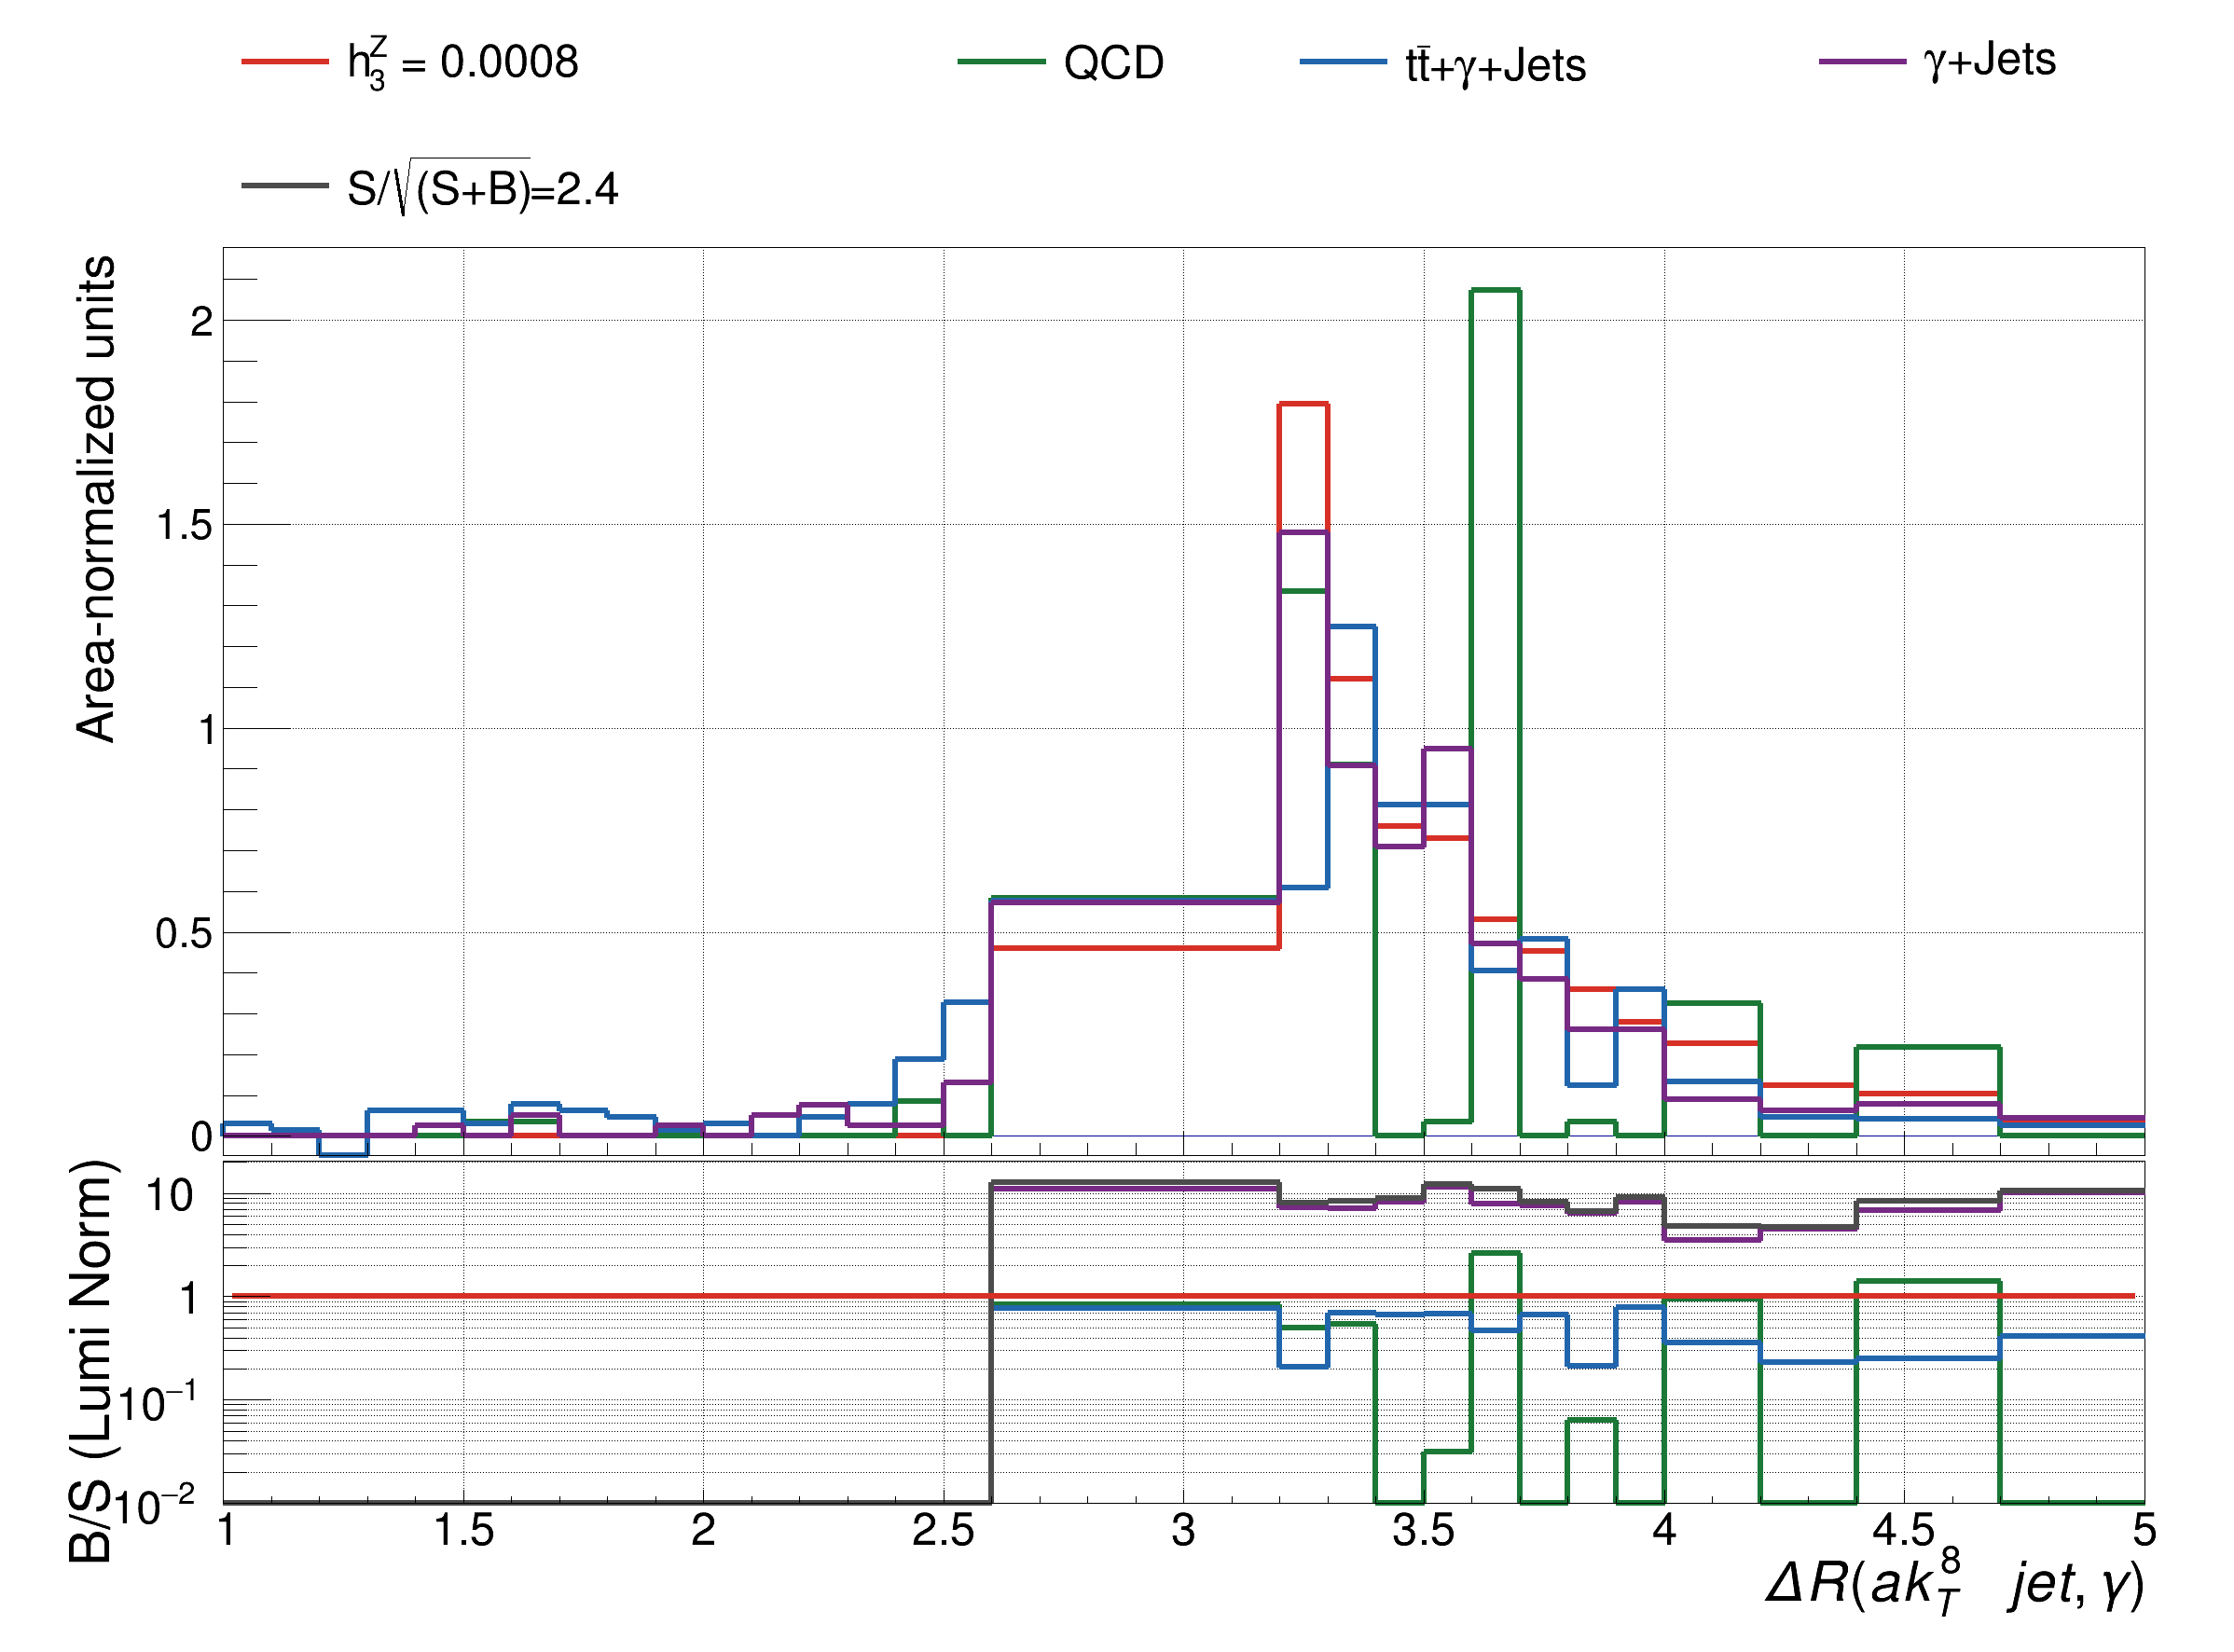 h₃ᶻ = 0.0008 QCD tt̄+γ+Jets γ+Jets
S/√(S+B)=2.4
Area-normalized units
2
1.5
1
0.5
0
B/S (Lumi Norm)
10
1
10⁻¹
10⁻²
1 1.5 2 2.5 3 3.5 4 4.5 5
ΔR(ak_T^8 jet, γ)